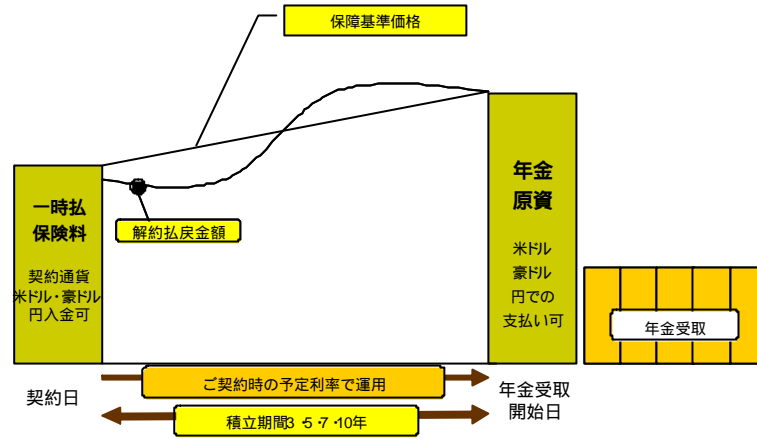 保障基準価格
一時払
保険料
契約通貨
米ドル・豪ドル
円入金可
解約払戻金額
年金
原資
米ドル
豪ドル
円での
支払い可
年金受取
契約日
ご契約時の予定利率で運用
積立期間3・5・7・10年
年金受取
開始日